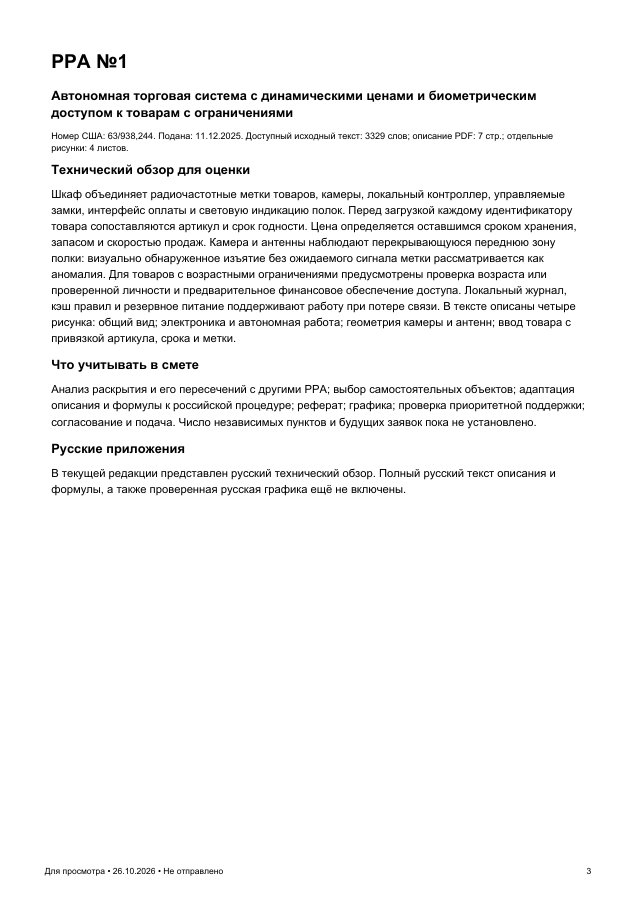 PPA №1
Автономная торговая система с динамическими ценами и биометрическим
доступом к товарам с ограничениями
Номер США: 63/938,244. Подана: 11.12.2025. Доступный исходный текст: 3329 слов; описание PDF: 7 стр.; отдельные
рисунки: 4 листов.
Технический обзор для оценки
Шкаф объединяет радиочастотные метки товаров, камеры, локальный контроллер, управляемые
замки, интерфейс оплаты и световую индикацию полок. Перед загрузкой каждому идентификатору
товара сопоставляются артикул и срок годности. Цена определяется оставшимся сроком хранения,
запасом и скоростью продаж. Камера и антенны наблюдают перекрывающуюся переднюю зону
полки: визуально обнаруженное изъятие без ожидаемого сигнала метки рассматривается как
аномалия. Для товаров с возрастными ограничениями предусмотрены проверка возраста или
проверенной личности и предварительное финансовое обеспечение доступа. Локальный журнал,
кэш правил и резервное питание поддерживают работу при потере связи. В тексте описаны четыре
рисунка: общий вид; электроника и автономная работа; геометрия камеры и антенн; ввод товара с
привязкой артикула, срока и метки.
Что учитывать в смете
Анализ раскрытия и его пересечений с другими PPA; выбор самостоятельных объектов; адаптация
описания и формулы к российской процедуре; реферат; графика; проверка приоритетной поддержки;
согласование и подача. Число независимых пунктов и будущих заявок пока не установлено.
Русские приложения
В текущей редакции представлен русский технический обзор. Полный русский текст описания и
формулы, а также проверенная русская графика ещё не включены.
Для просмотра • 26.10.2026 • Не отправлено
3